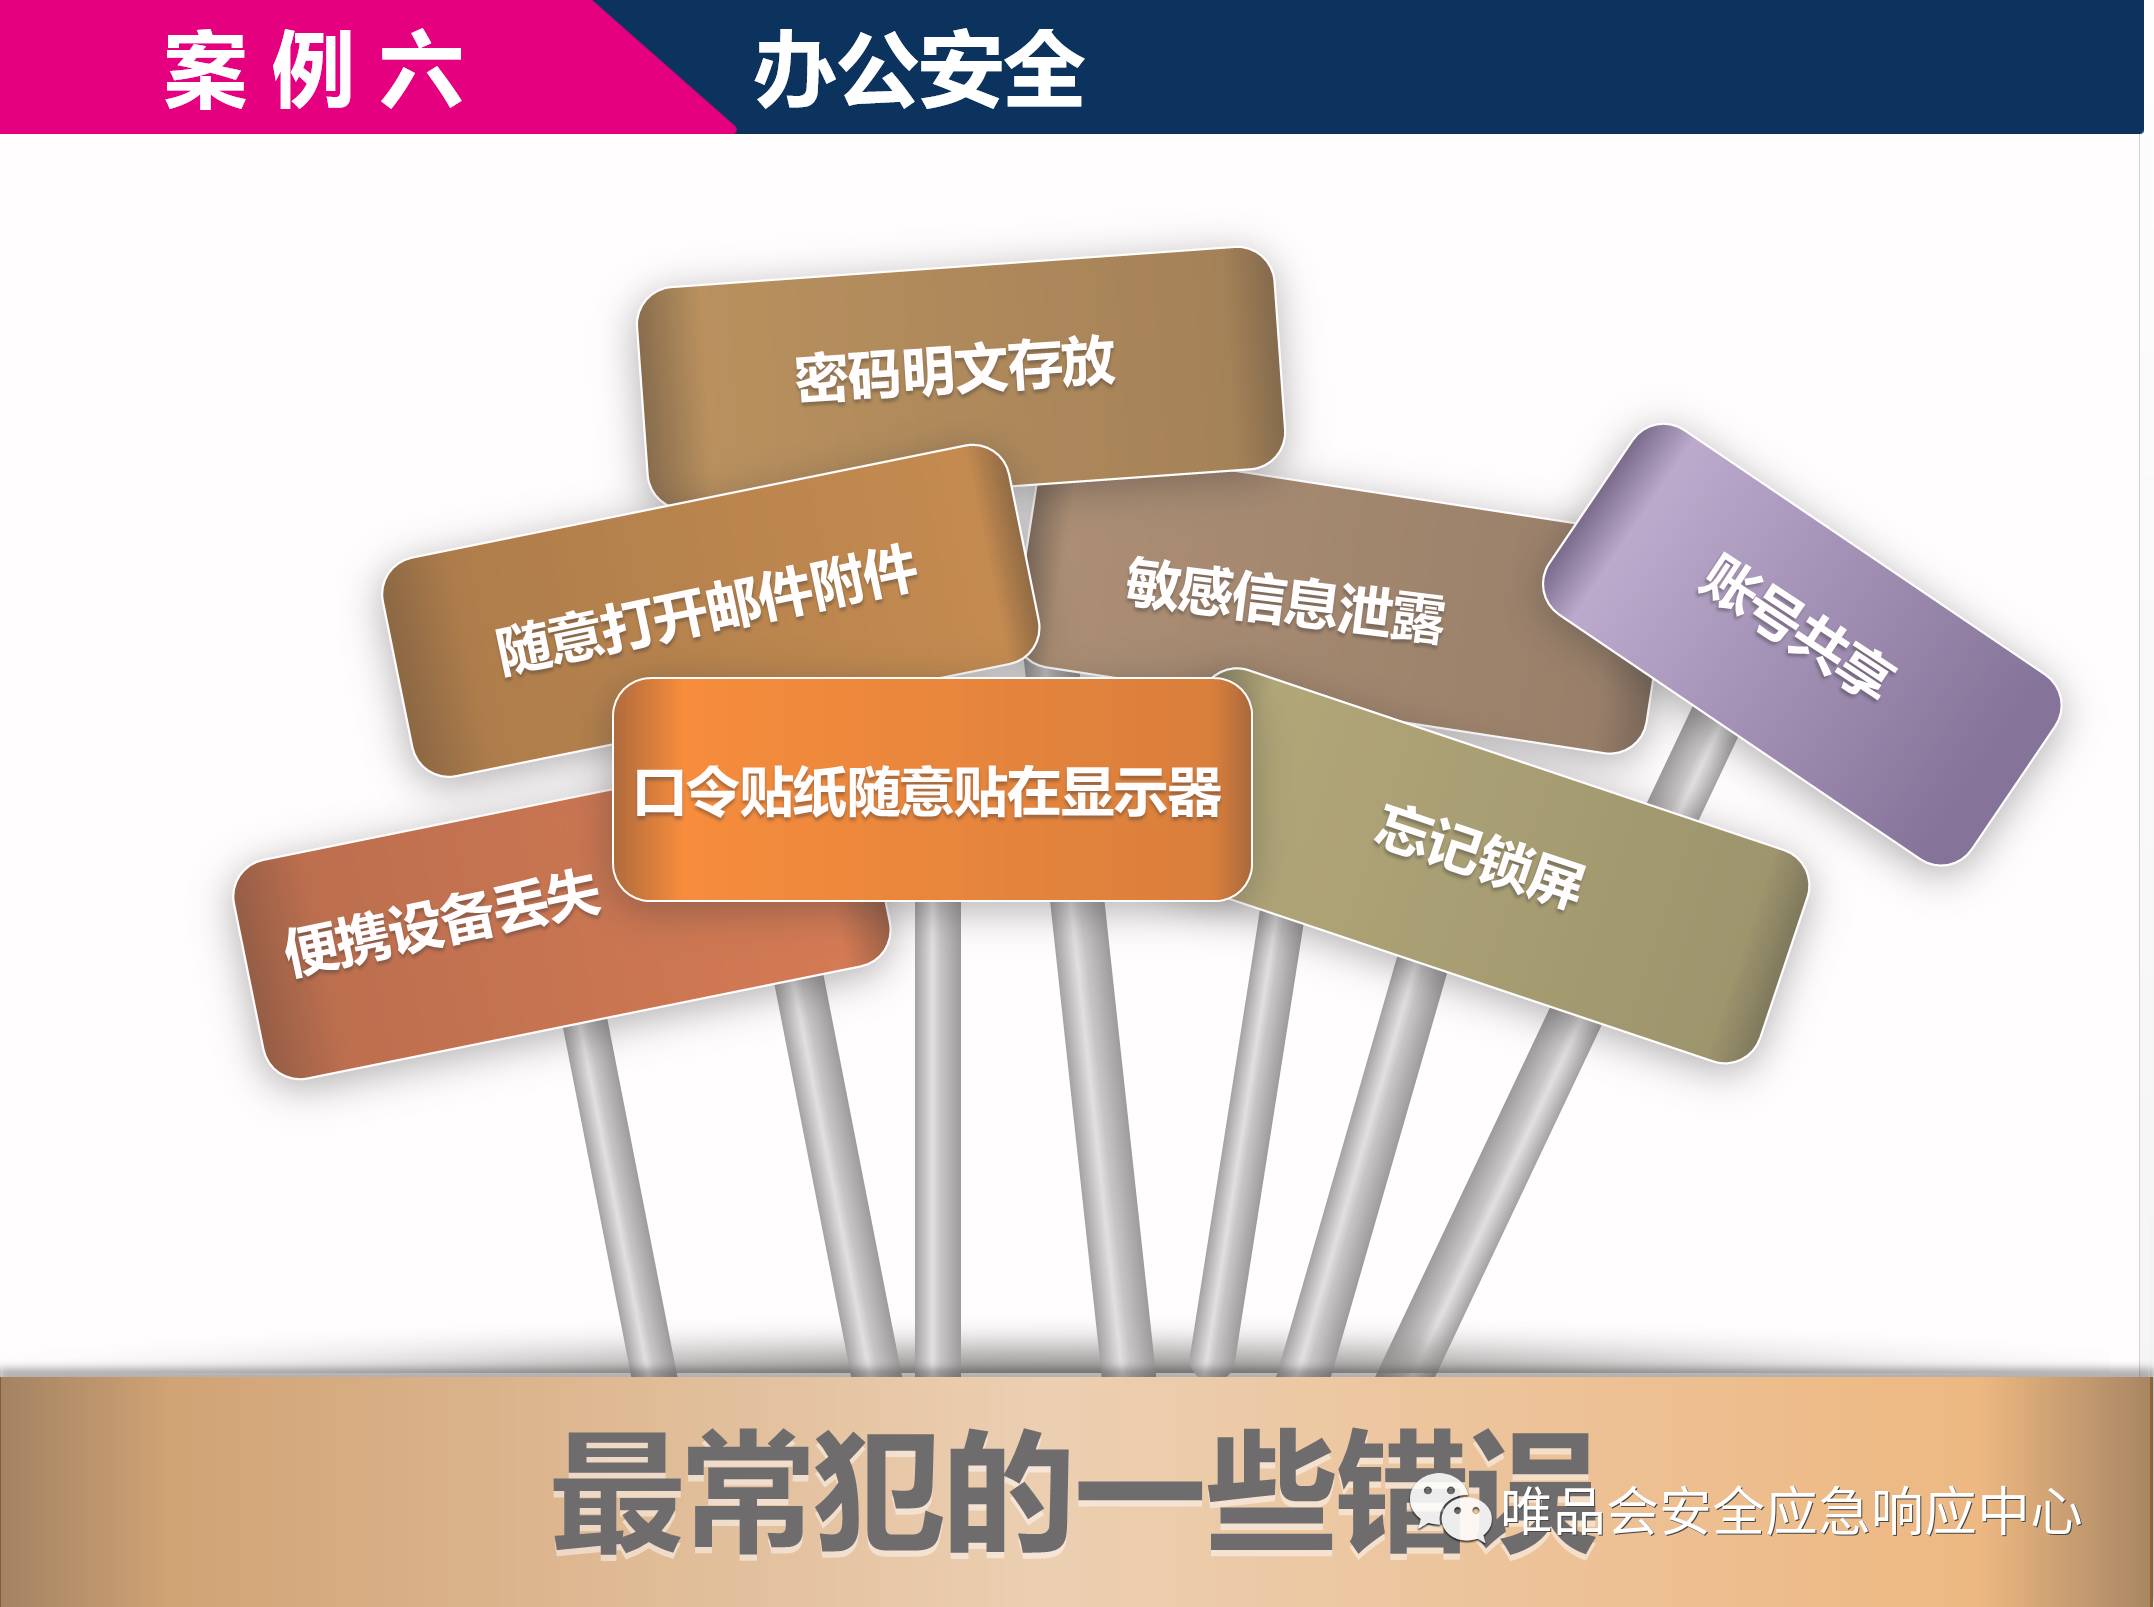 案例六
办公安全
密码明文存放
随意打开邮件附件
敏感信息泄露
账号共享
口令贴纸随意贴在显示器
忘记锁屏
便携设备丢失
最常犯的一些错误
唯品会安全应急响应中心